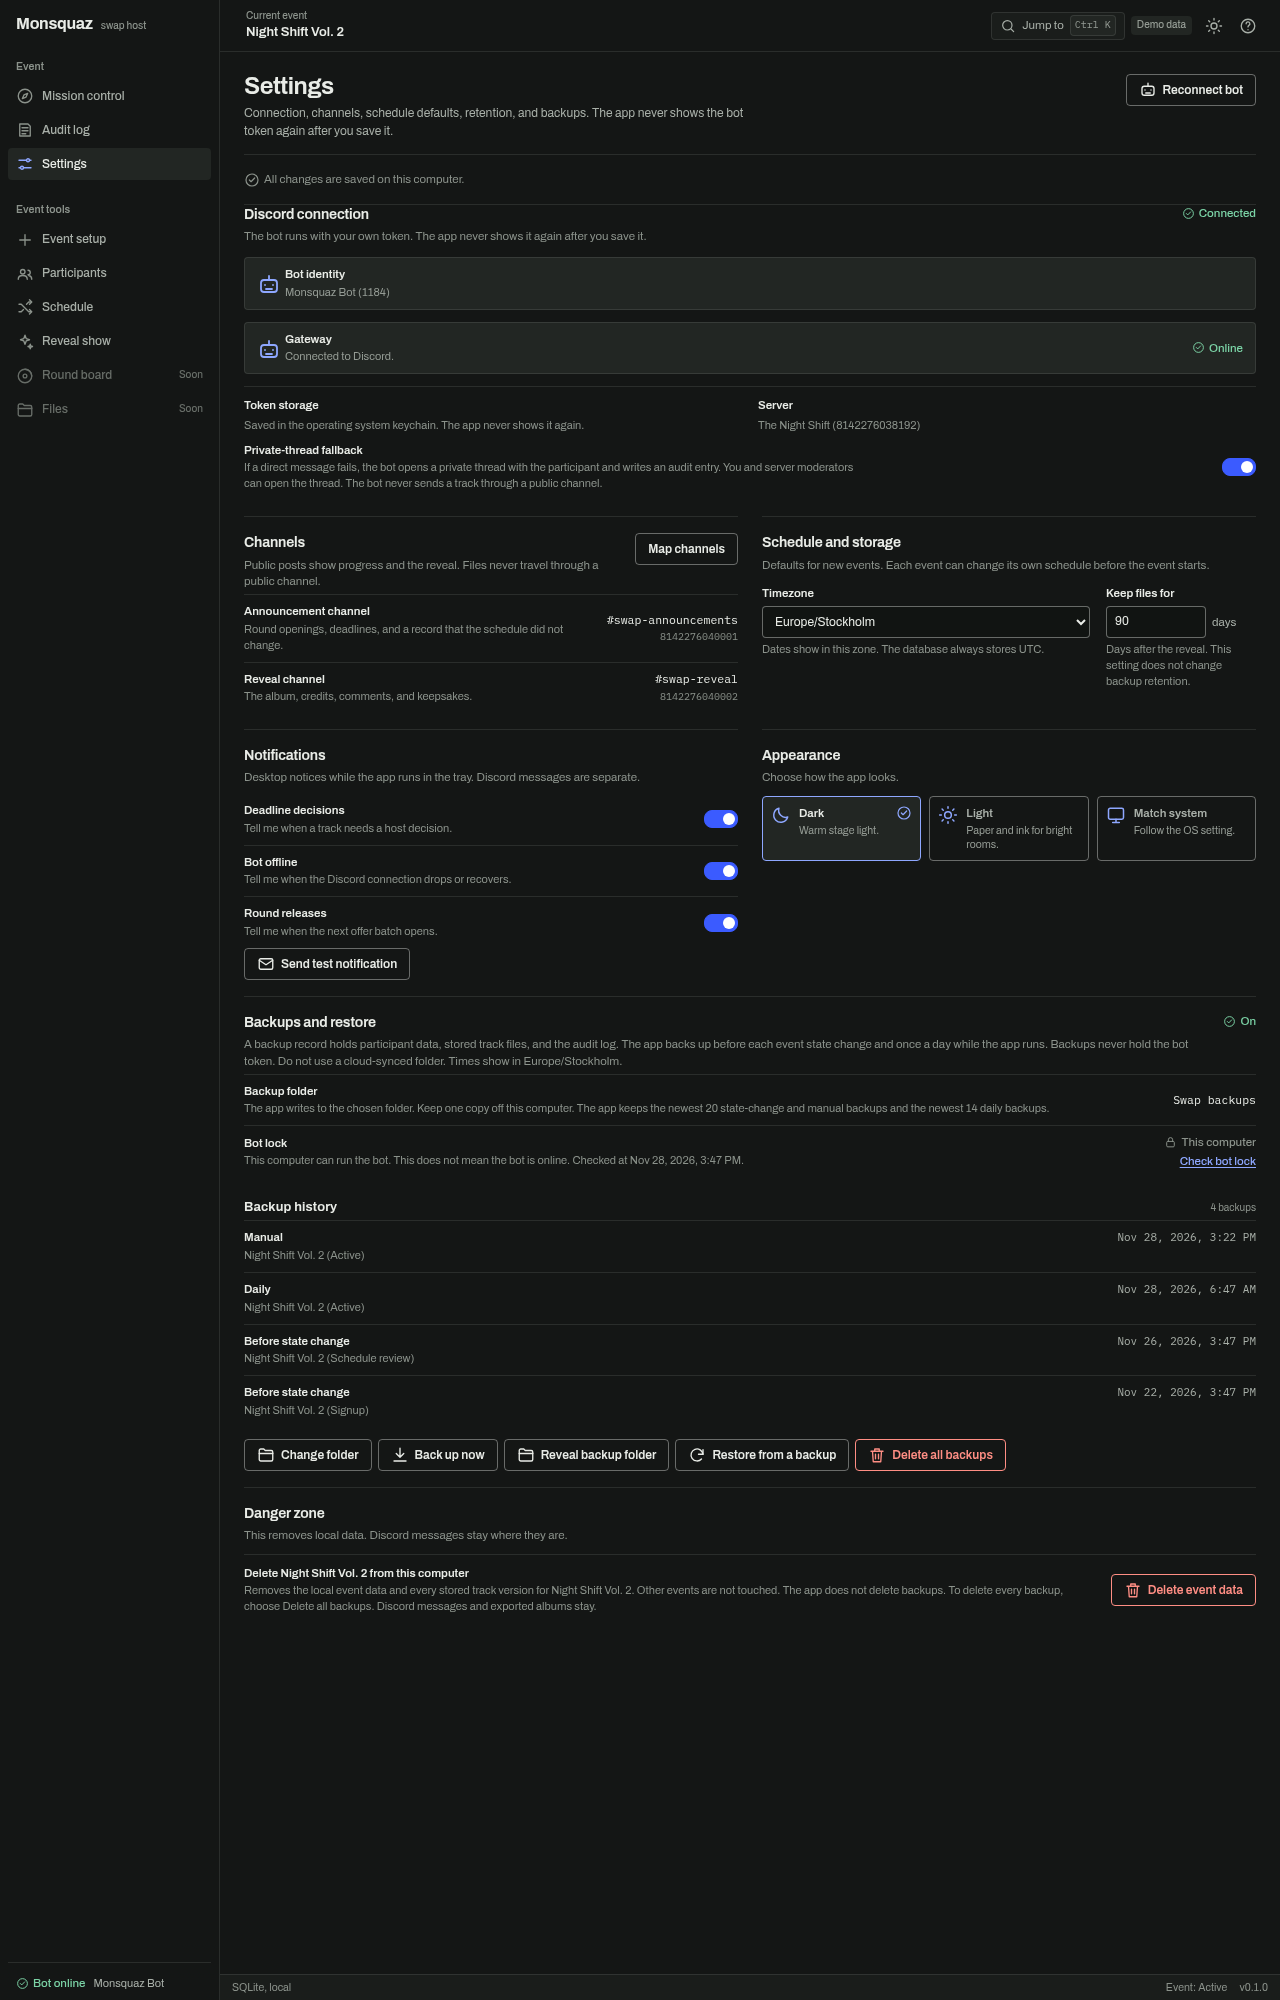 Monsquaz swap host
Event
Mission control
Audit log
Settings
Event tools
Event setup
Participants
Schedule
Reveal show
Round board Soon
Files Soon
Bot online Monsquaz Bot
Current event
Night Shift Vol. 2
Jump to Ctrl K Demo data
Settings
Connection, channels, schedule defaults, retention, and backups. The app never shows the bot
token again after you save it.
Reconnect bot
All changes are saved on this computer.
Discord connection Connected
The bot runs with your own token. The app never shows it again after you save it.
Bot identity
Monsquaz Bot (1184)
Gateway
Connected to Discord.
Online
Token storage
Saved in the operating system keychain. The app never shows it again.
Server
The Night Shift (8142276038192)
Private-thread fallback
If a direct message fails, the bot opens a private thread with the participant and writes an audit entry. You and server moderators
can open the thread. The bot never sends a track through a public channel.
Channels
Public posts show progress and the reveal. Files never travel through a
public channel.
Map channels
Announcement channel
Round openings, deadlines, and a record that the schedule did not
change.
#swap-announcements
8142276040001
Reveal channel
The album, credits, comments, and keepsakes.
#swap-reveal
8142276040002
Schedule and storage
Defaults for new events. Each event can change its own schedule before the event starts.
Timezone
Europe/Stockholm
Dates show in this zone. The database always stores UTC.
Keep files for
90 days
Days after the reveal. This
setting does not change
backup retention.
Notifications
Desktop notices while the app runs in the tray. Discord messages are separate.
Deadline decisions
Tell me when a track needs a host decision.
Bot offline
Tell me when the Discord connection drops or recovers.
Round releases
Tell me when the next offer batch opens.
Send test notification
Appearance
Choose how the app looks.
Dark
Warm stage light.
Light
Paper and ink for bright
rooms.
Match system
Follow the OS setting.
Backups and restore On
A backup record holds participant data, stored track files, and the audit log. The app backs up before each event state change and once a day while the app runs. Backups never hold the bot
token. Do not use a cloud-synced folder. Times show in Europe/Stockholm.
Backup folder
The app writes to the chosen folder. Keep one copy off this computer. The app keeps the newest 20 state-change and manual backups and the newest 14 daily backups.
Swap backups
Bot lock
This computer can run the bot. This does not mean the bot is online. Checked at Nov 28, 2026, 3:47 PM.
This computer
Check bot lock
Backup history 4 backups
Manual Nov 28, 2026, 3:22 PM
Night Shift Vol. 2 (Active)
Daily Nov 28, 2026, 6:47 AM
Night Shift Vol. 2 (Active)
Before state change Nov 26, 2026, 3:47 PM
Night Shift Vol. 2 (Schedule review)
Before state change Nov 22, 2026, 3:47 PM
Night Shift Vol. 2 (Signup)
Change folder Back up now Reveal backup folder Restore from a backup Delete all backups
Danger zone
This removes local data. Discord messages stay where they are.
Delete Night Shift Vol. 2 from this computer
Removes the local event data and every stored track version for Night Shift Vol. 2. Other events are not touched. The app does not delete backups. To delete every backup,
choose Delete all backups. Discord messages and exported albums stay.
Delete event data
SQLite, local Event: Active v0.1.0